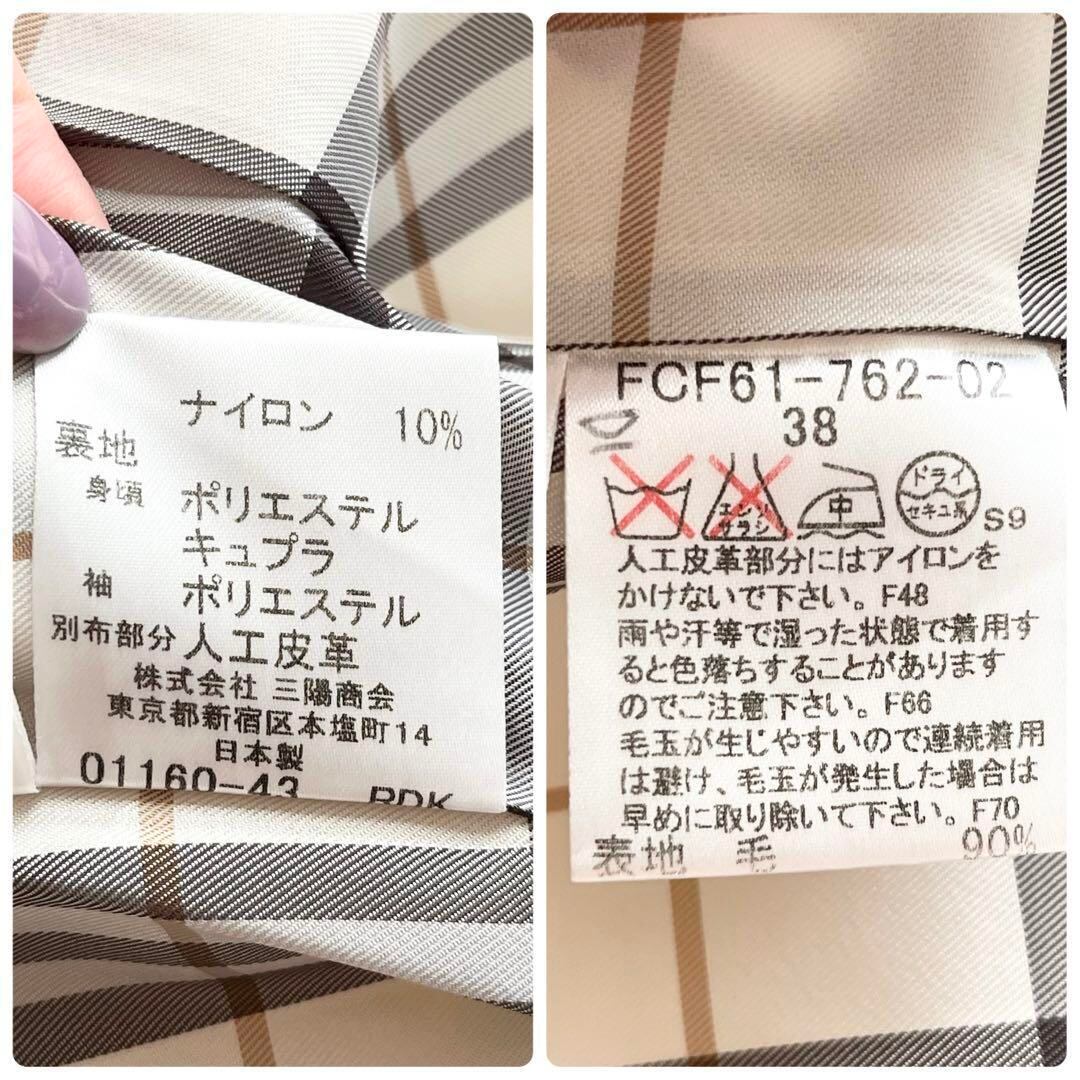 ナイロン 10%
裏地
身頃 ポリエステル
キュプラ
袖 ポリエステル
別布部分 人工皮革
株式会社 三陽商会
東京都新宿区本塩町14
日本製
01160-43 RDK
FCF61-762-02
38
エンソサラシ 中 ドライ セキユ系 S9
人工皮革部分にはアイロンを
かけないで下さい。F48
雨や汗等で湿った状態で着用す
ると色落ちすることがあります
のでご注意下さい。F66
毛玉が生じやすいので連続着用
は避け、毛玉が発生した場合は
早めに取り除いて下さい。F70
表地 毛 90%